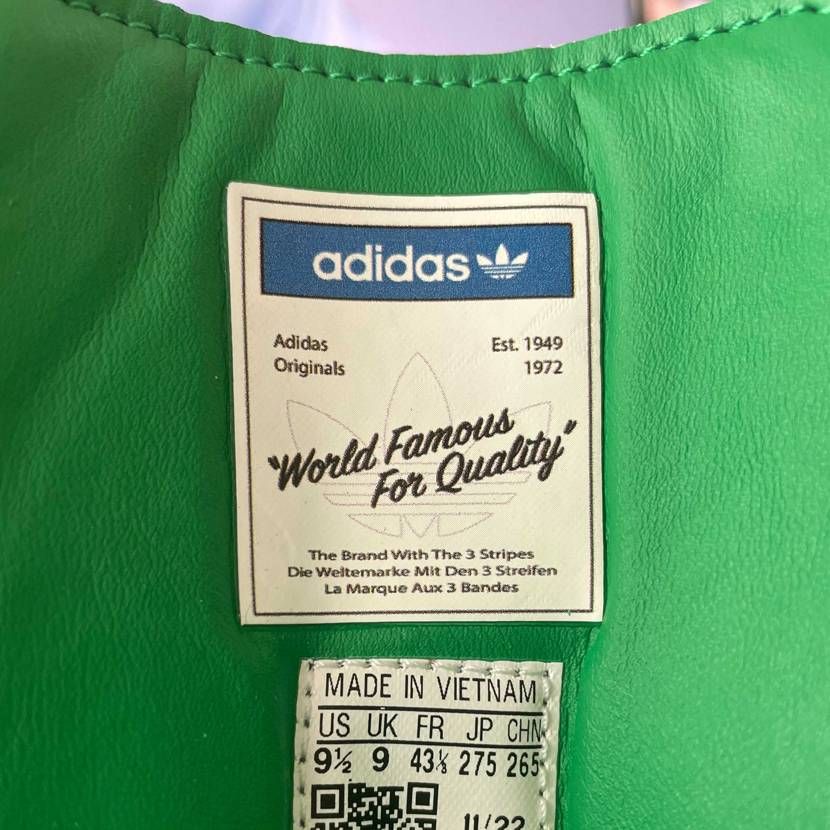 adidas
Adidas Est. 1949
Originals 1972
"World Famous
For Quality"
The Brand With The 3 Stripes
Die Weltemarke Mit Den 3 Streifen
La Marque Aux 3 Bandes
MADE IN VIETNAM
US UK FR JP CHN
9½ 9 43⅓ 275 265
11/22